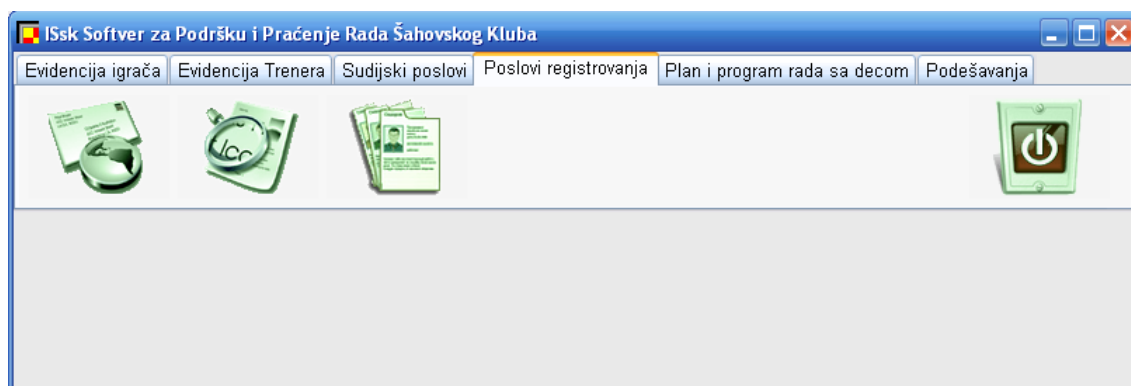 ISsk Softver za Podršku i Praćenje Rada Šahovskog Kluba
Evidencija igrača Evidencija Trenera Sudijski poslovi Poslovi registrovanja Plan i program rada sa decom Podešavanja